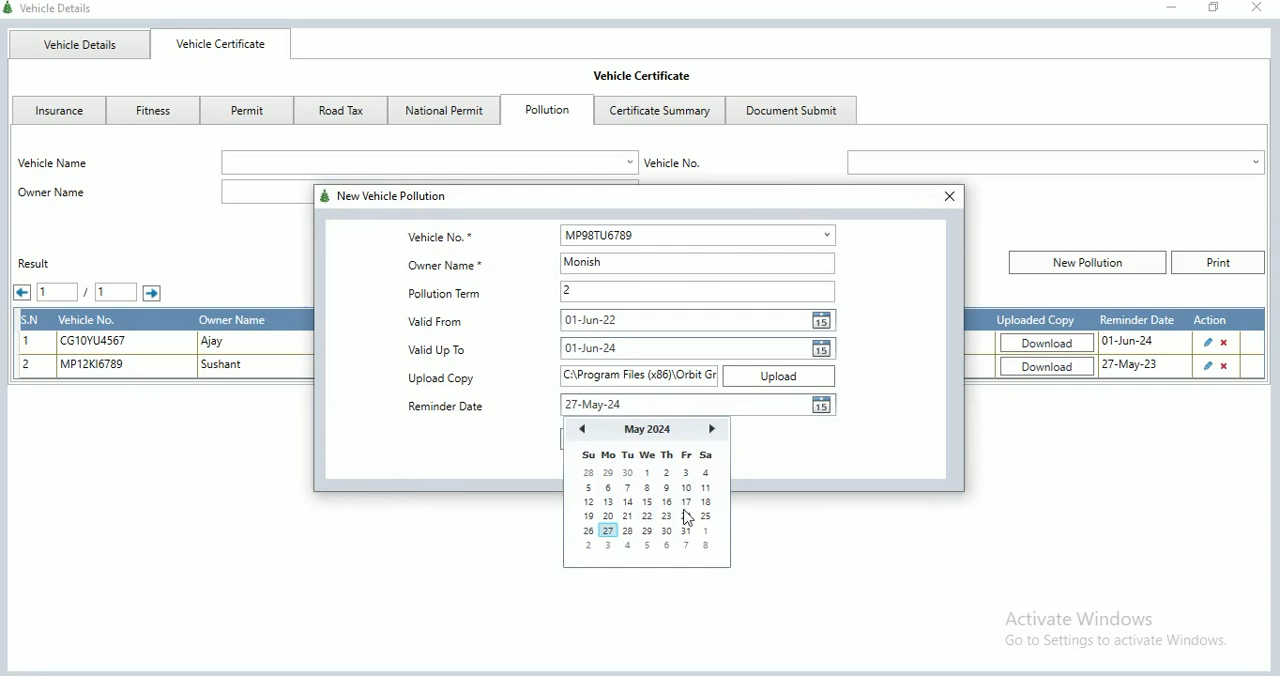 Vehicle Details
Vehicle Details Vehicle Certificate
Vehicle Certificate
Insurance Fitness Permit Road Tax National Permit Pollution Certificate Summary Document Submit
Vehicle Name Vehicle No.
Owner Name
New Vehicle Pollution
Vehicle No. * MP98TU6789
Owner Name * Monish
Pollution Term 2
Valid From 01-Jun-22 15
Valid Up To 01-Jun-24 15
Upload Copy C:\Program Files (x86)\Orbit Gr Upload
Reminder Date 27-May-24 15
May 2024
Su Mo Tu We Th Fr Sa
28 29 30 1 2 3 4
5 6 7 8 9 10 11
12 13 14 15 16 17 18
19 20 21 22 23 25
26 27 28 29 30 31 1
2 3 4 5 6 7 8
Result New Pollution Print
1 / 1
S.N Vehicle No. Owner Name Uploaded Copy Reminder Date Action
1 CG10YU4567 Ajay Download 01-Jun-24
2 MP12KI6789 Sushant Download 27-May-23
Activate Windows
Go to Settings to activate Windows.